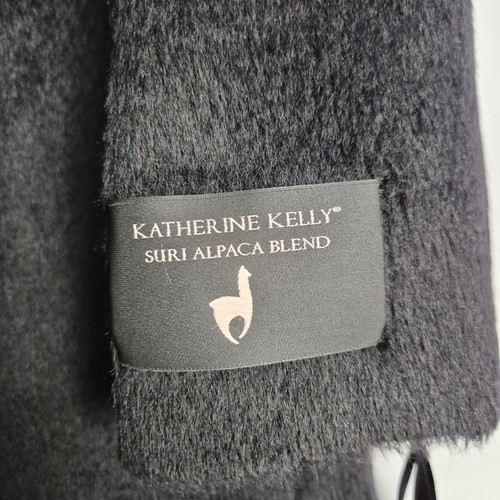 KATHERINE KELLY®
SURI ALPACA BLEND